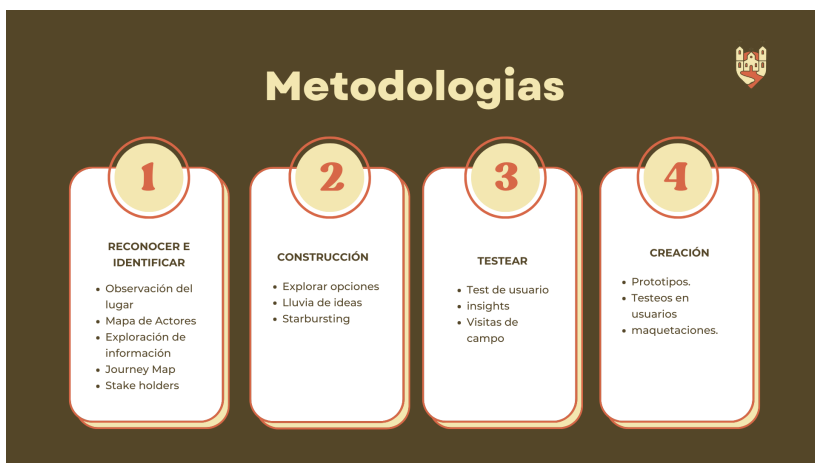 Metodologias
1
RECONOCER E
IDENTIFICAR
• Observación del
lugar
• Mapa de Actores
• Exploración de
información
• Journey Map
• Stake holders
2
CONSTRUCCIÓN
• Explorar opciones
• Lluvia de ideas
• Starbursting
3
TESTEAR
• Test de usuario
• insights
• Visitas de
campo
4
CREACIÓN
• Prototipos.
• Testeos en
usuarios
• maquetaciones.